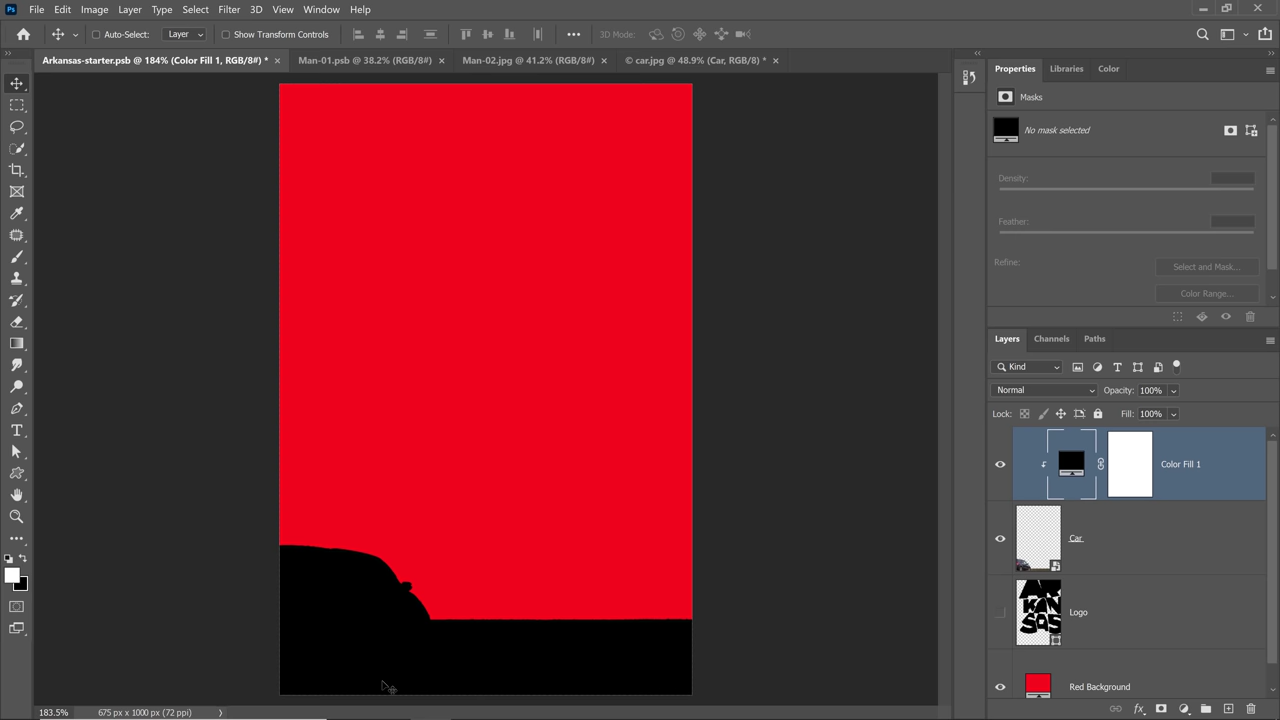 Ps File Edit Image Layer Type Select Filter 3D View Window Help
Auto-Select: Layer Show Transform Controls 3D Mode:
Arkansas-starter.psb @ 184% (Color Fill 1, RGB/8#) * × Man-01.psb @ 38.2% (RGB/8#) × Man-02.jpg @ 41.2% (RGB/8#) × © car.jpg @ 48.9% (Car, RGB/8) * ×
Properties Libraries Color
Masks
No mask selected
Density:
Feather:
Refine: Select and Mask...
Color Range...
Layers Channels Paths
Kind
Normal Opacity: 100%
Lock: Fill: 100%
Color Fill 1
Car
ARKANSAS Logo
Red Background
183.5% 675 px x 1000 px (72 ppi)